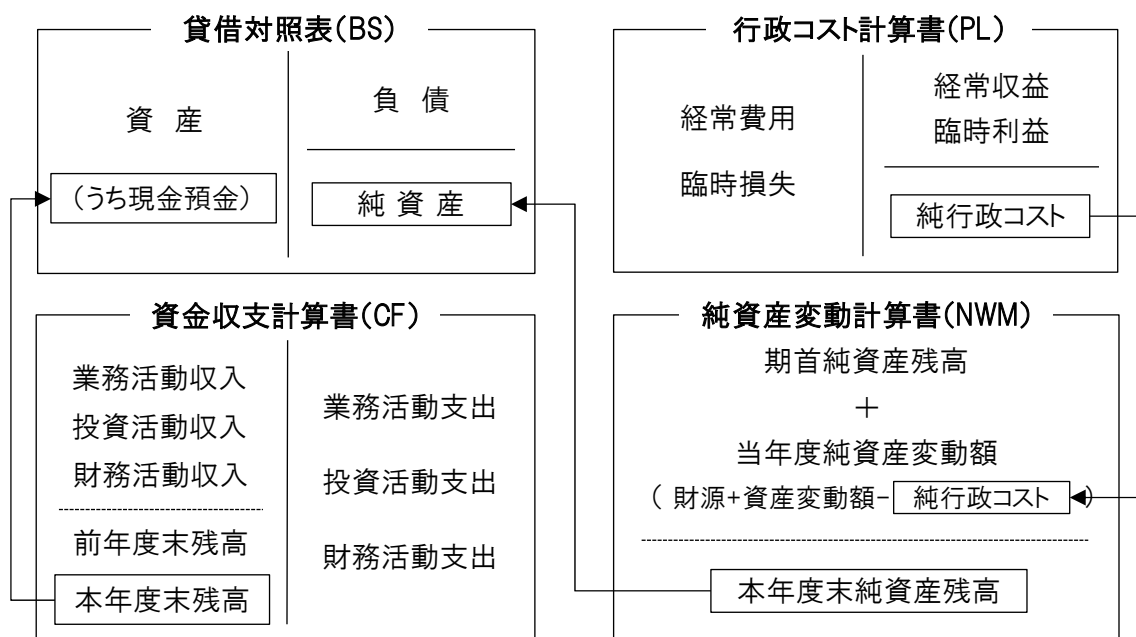 貸借対照表(BS)
資 産
(うち現金預金)
負 債
純 資 産
行政コスト計算書(PL)
経常費用
臨時損失
経常収益
臨時利益
純行政コスト
資金収支計算書(CF)
業務活動収入
投資活動収入
財務活動収入
前年度末残高
本年度末残高
業務活動支出
投資活動支出
財務活動支出
純資産変動計算書(NWM)
期首純資産残高
+
当年度純資産変動額
( 財源+資産変動額- 純行政コスト )
本年度末純資産残高